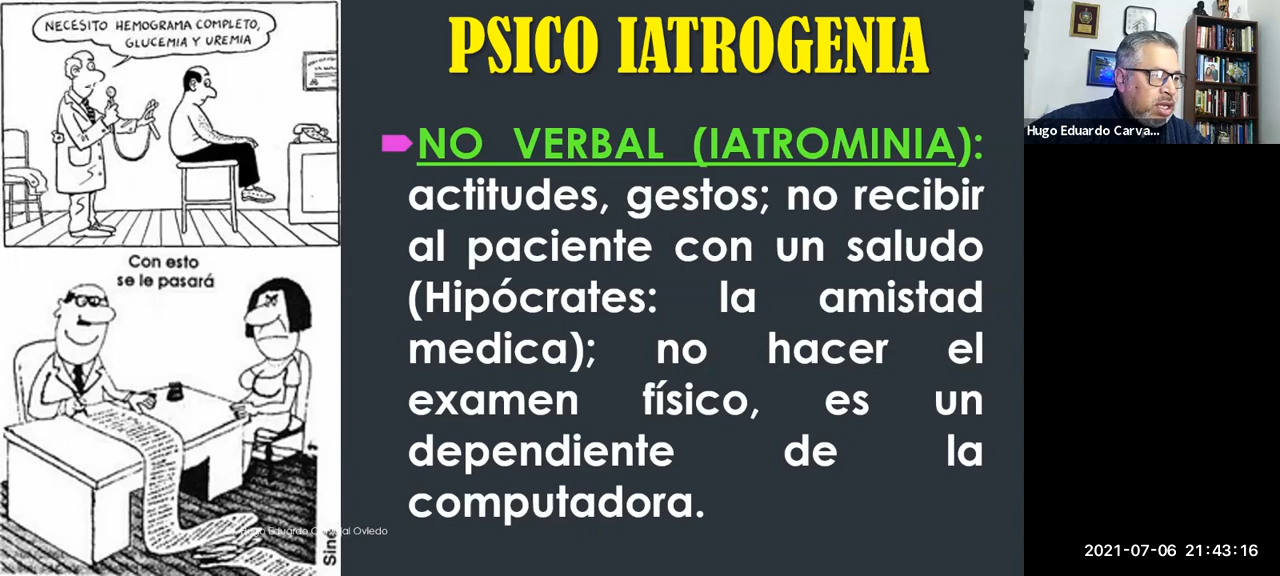 NECESITO HEMOGRAMA COMPLETO,
GLUCEMIA Y UREMIA
Con esto
se le pasará
PSICO IATROGENIA
NO VERBAL (IATROMINIA):
actitudes, gestos; no recibir
al paciente con un saludo
(Hipócrates: la amistad
medica); no hacer el
examen físico, es un
dependiente de la
computadora.
Hugo Eduardo Carva...
2021-07-06 21:43:16